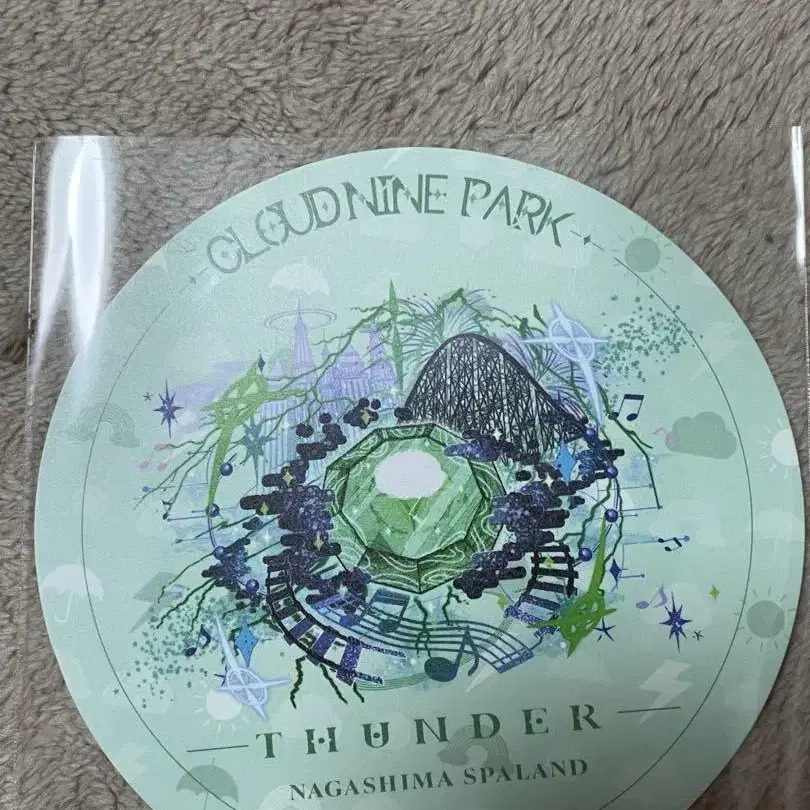 CLOUD NINE PARK
THUNDER
NAGASHIMA SPALAND